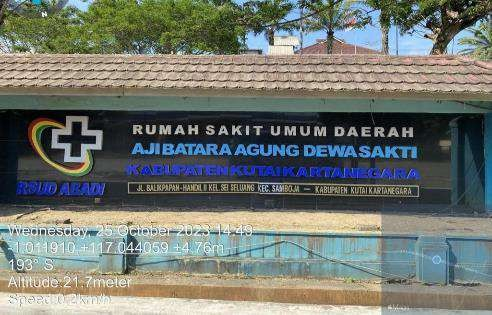 RUMAH SAKIT UMUM DAERAH
AJI BATARA AGUNG DEWA SAKTI
KABUPATEN KUTAI KARTANEGARA
RSUD ABADI
JL. BALIKPAPAN-HANDIL II KEL. SEI SELUANG KEC. SAMBOJA — KABUPATEN KUTAI KARTANEGARA
Wednesday, 25 October 2023 14:49
-1.011910 +117.044059 ±4.76m
193° S
Altitude:21.7meter
Speed:0.2km/h